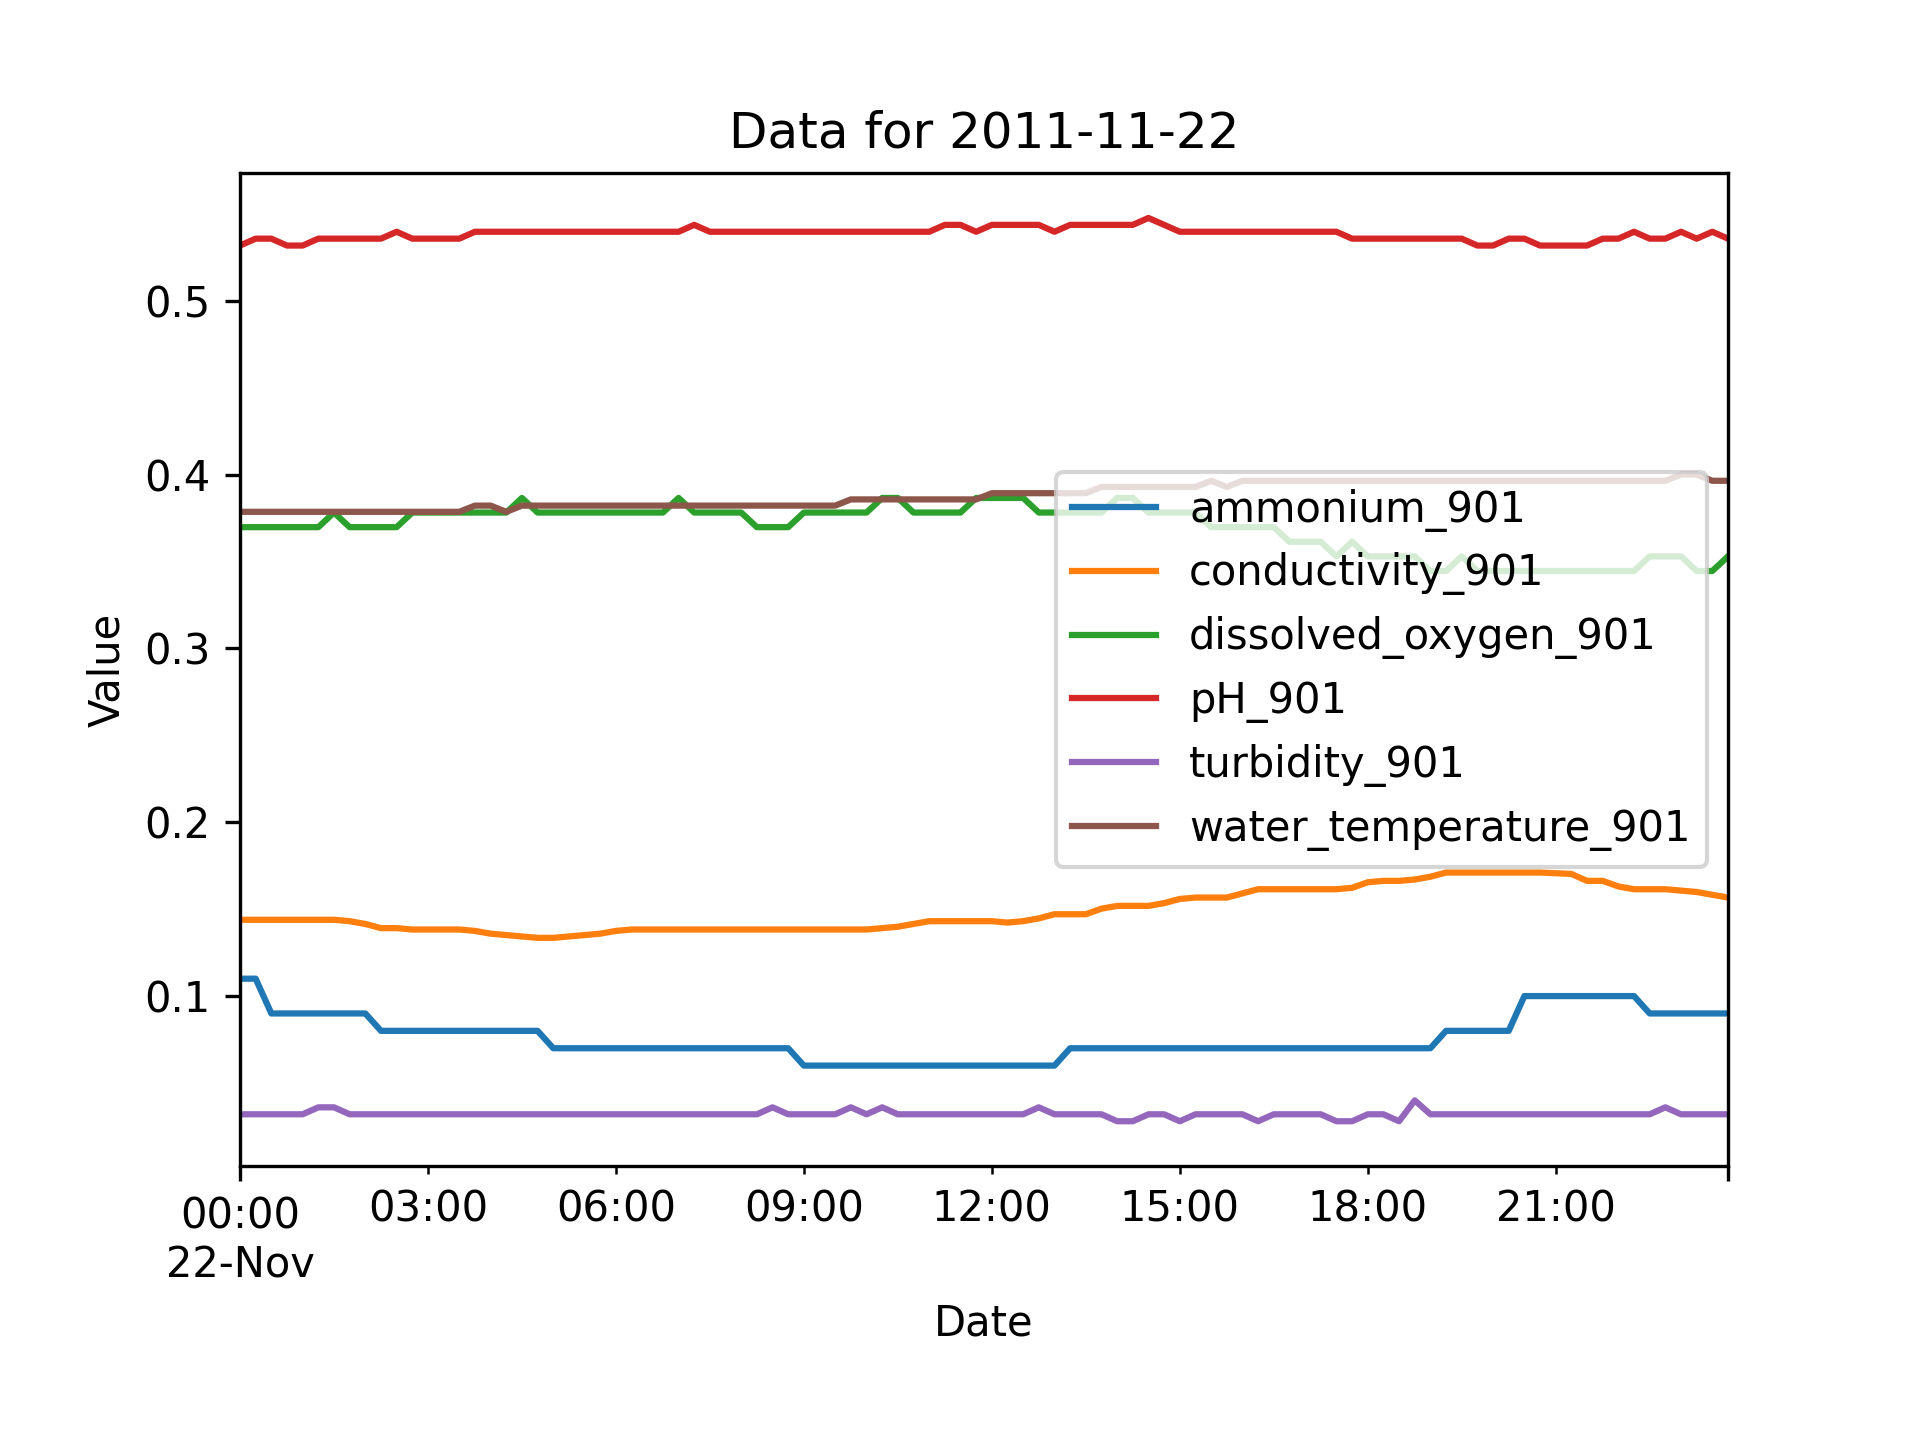 Data for 2011-11-22
Value
0.5
0.4
0.3
0.2
0.1
ammonium_901
conductivity_901
dissolved_oxygen_901
pH_901
turbidity_901
water_temperature_901
00:00 03:00 06:00 09:00 12:00 15:00 18:00 21:00
22-Nov
Date